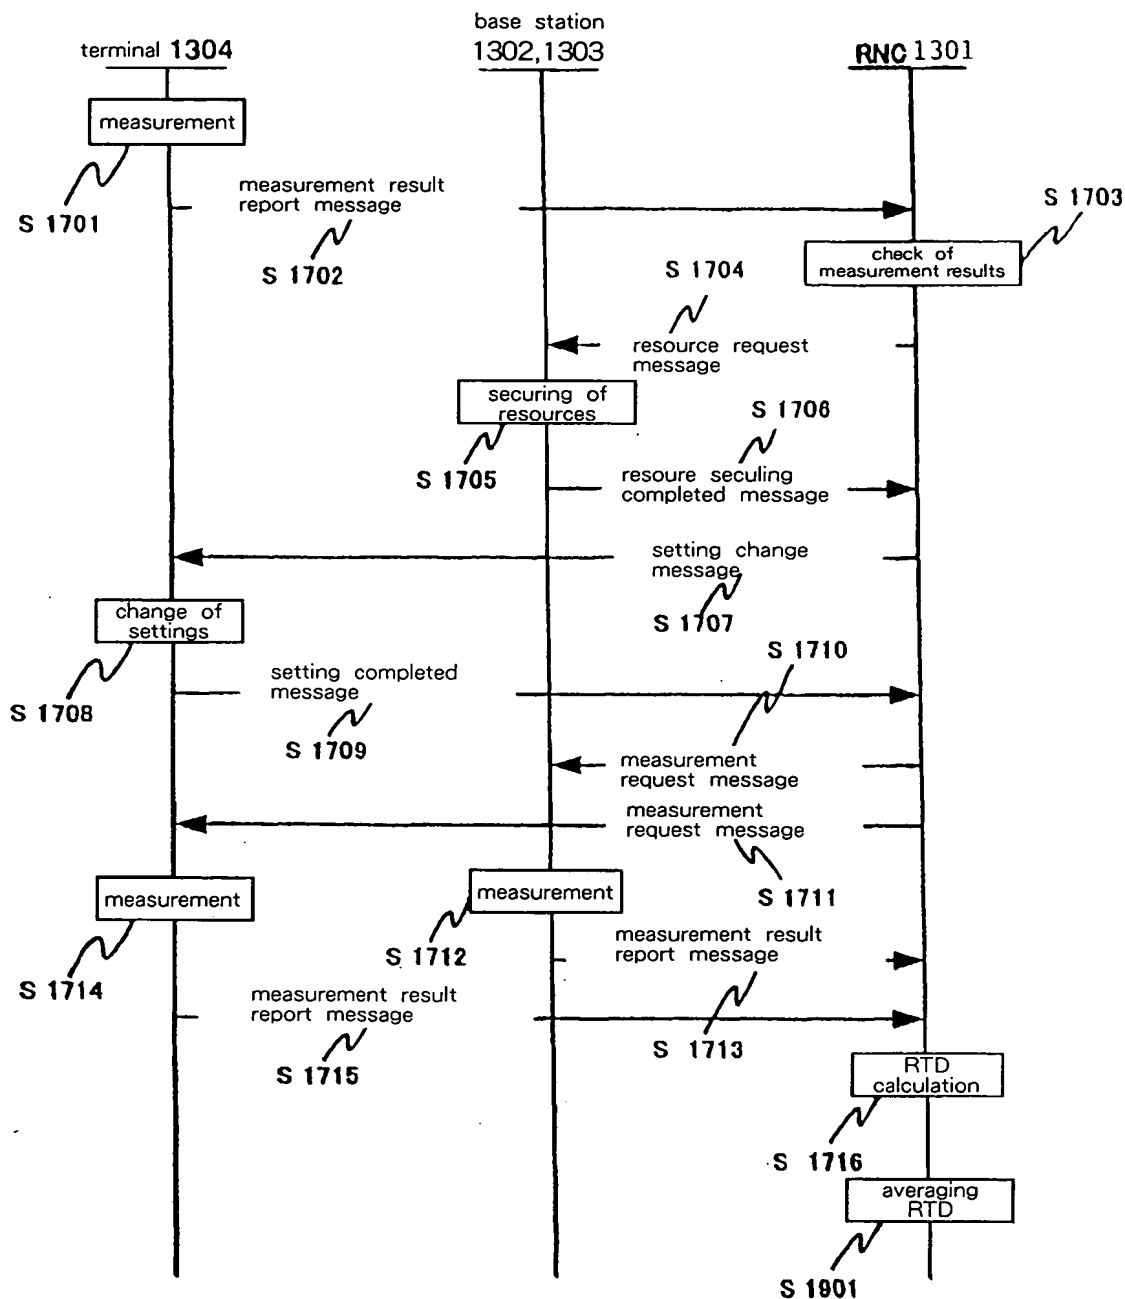 base station
terminal 1304
1302,1303
RNC 1301
measurement
S 1701
measurement result
report message
S 1702
S 1703
check of
measurement results
S 1704
resource request
message
securing of
resources
S 1705
S 1706
resoure seculing
completed message
setting change
message
S 1707
change of
settings
S 1708
setting completed
message
S 1709
S 1710
measurement
request message
measurement
request message
S 1711
measurement
measurement
S 1712
S 1714
measurement result
report message
S 1713
measurement result
report message
S 1715
RTD
calculation
S 1716
averaging
RTD
S 1901